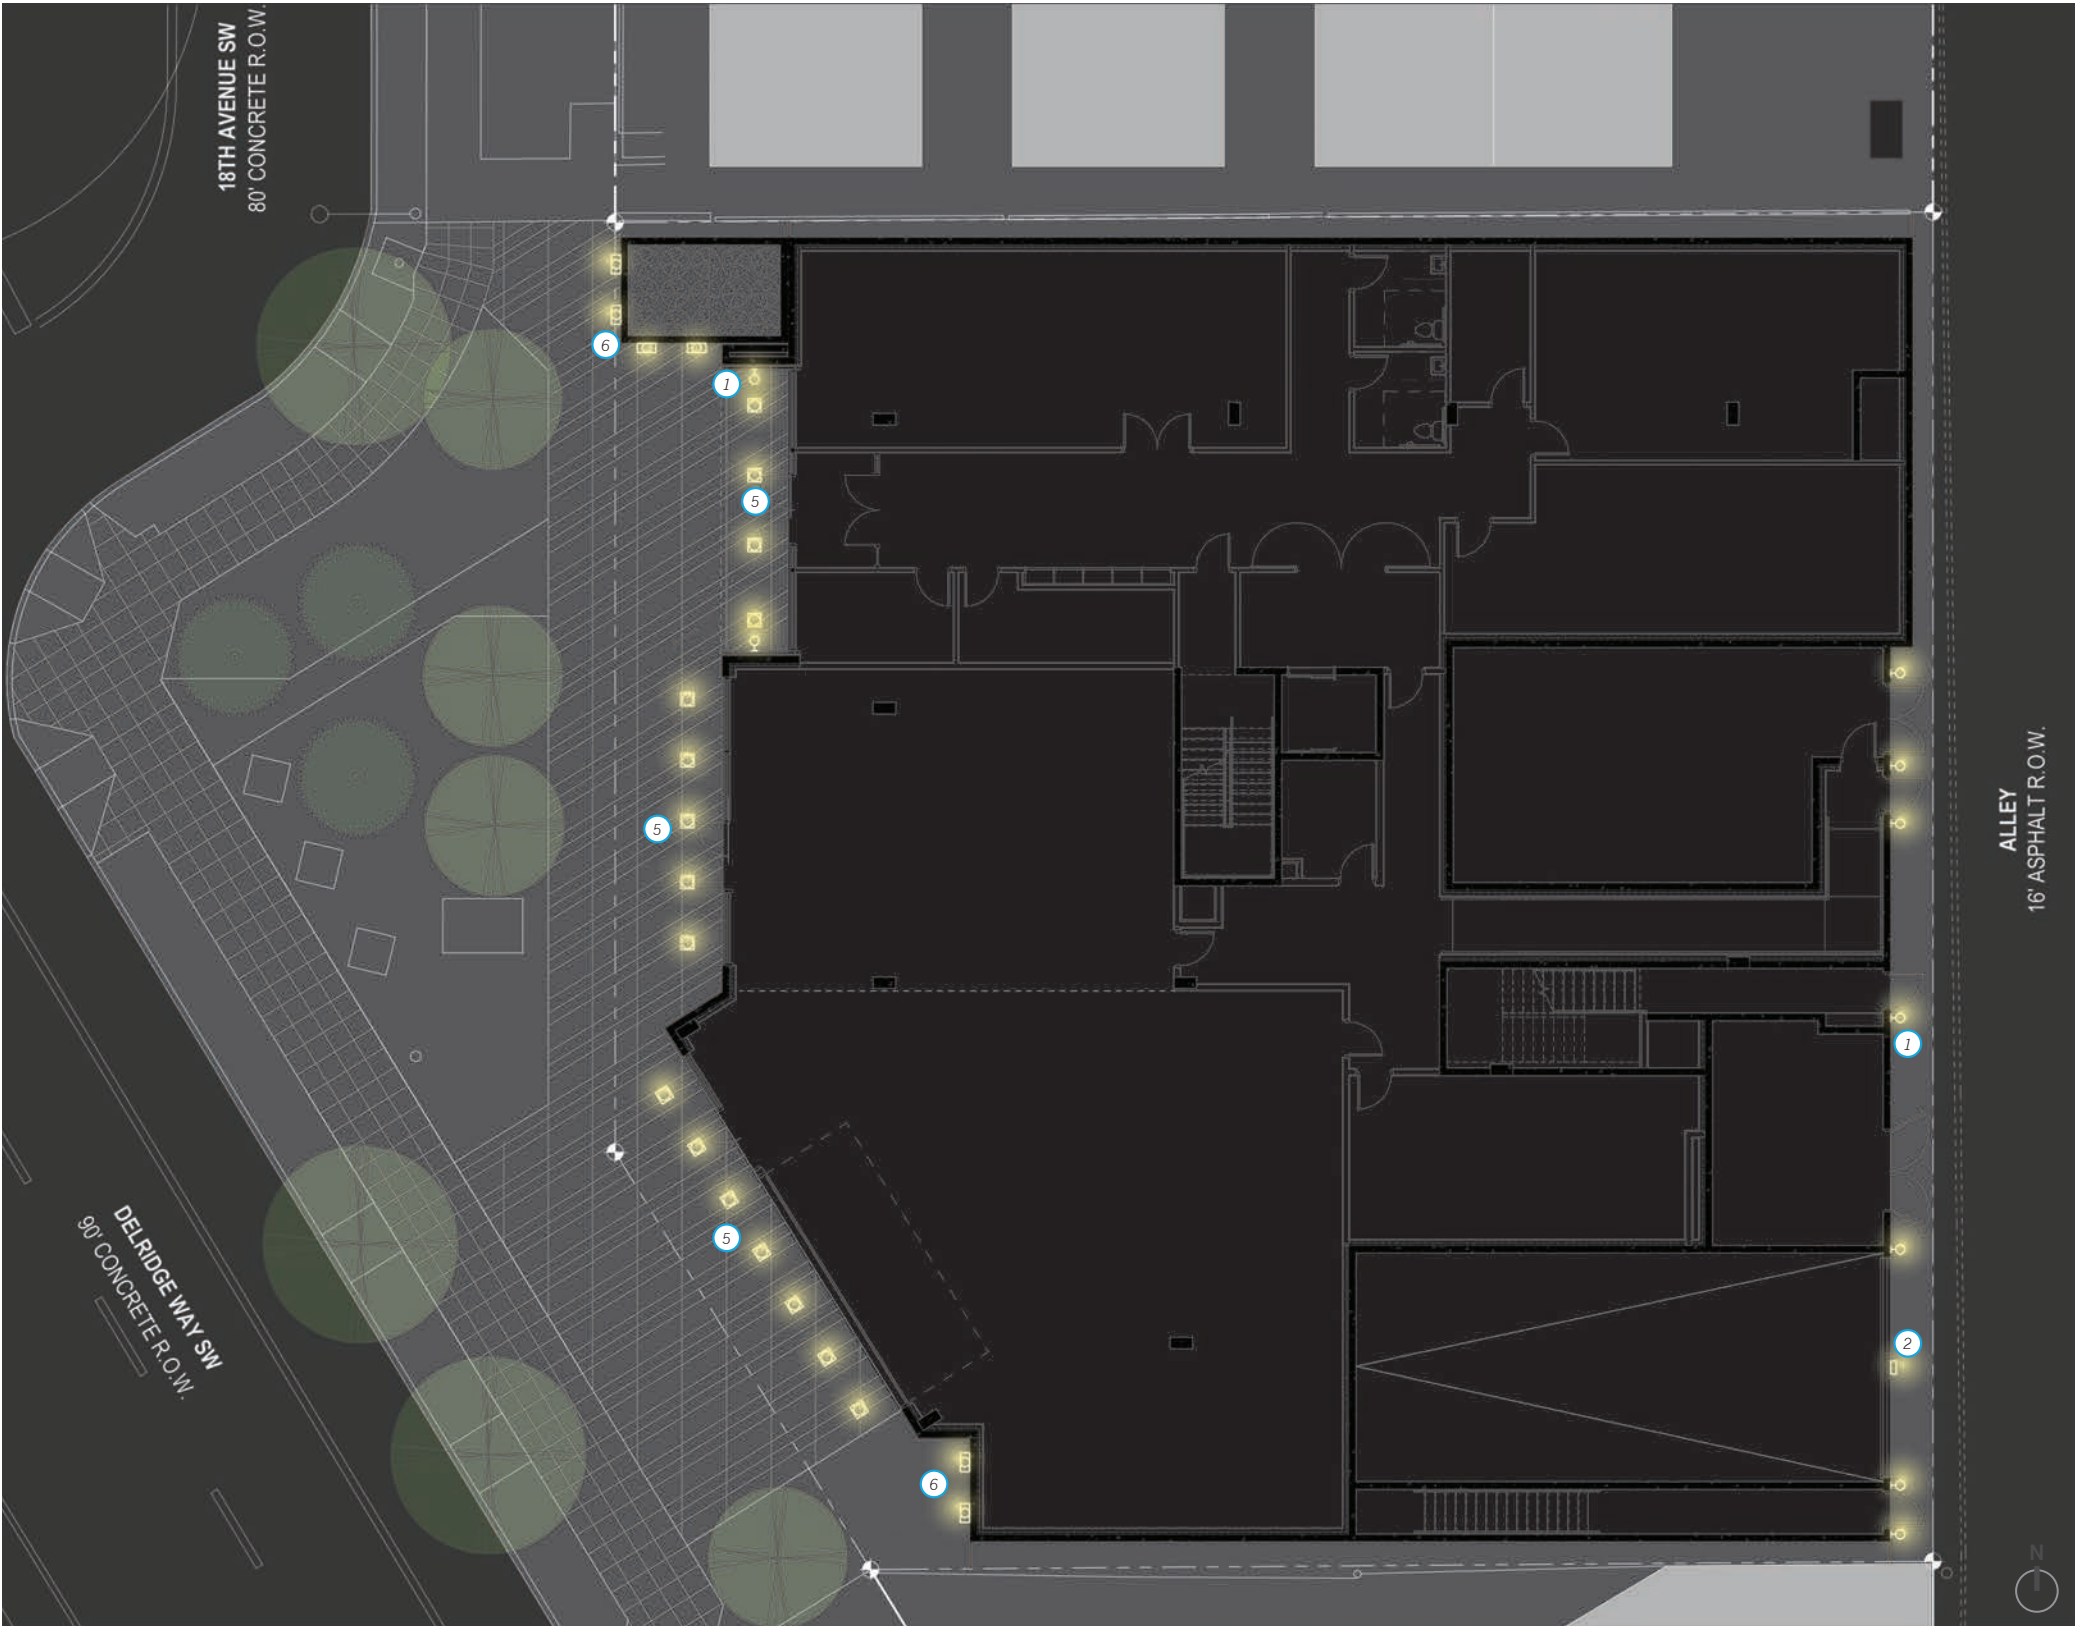 18TH AVENUE SW
80' CONCRETE R.O.W.
6
1
5
5
ALLEY
16' ASPHALT R.O.W.
1
DELRIDGE WAY SW
90' CONCRETE R.O.W.
5
2
6
N